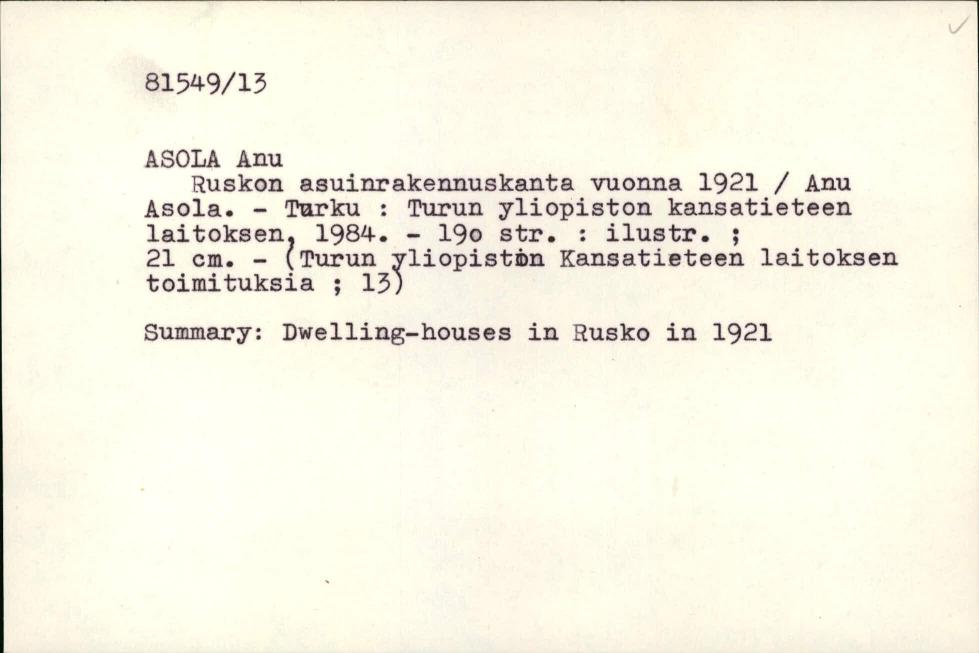 81549/13
ASOLA Anu
Ruskon asuinrakennuskanta vuonna 1921 / Anu
Asola. - Turku : Turun yliopiston kansatieteen
laitoksen, 1984. - 19o str. : ilustr. ;
21 cm. - (Turun yliopiston Kansatieteen laitoksen
toimituksia ; 13)
Summary: Dwelling-houses in Rusko in 1921